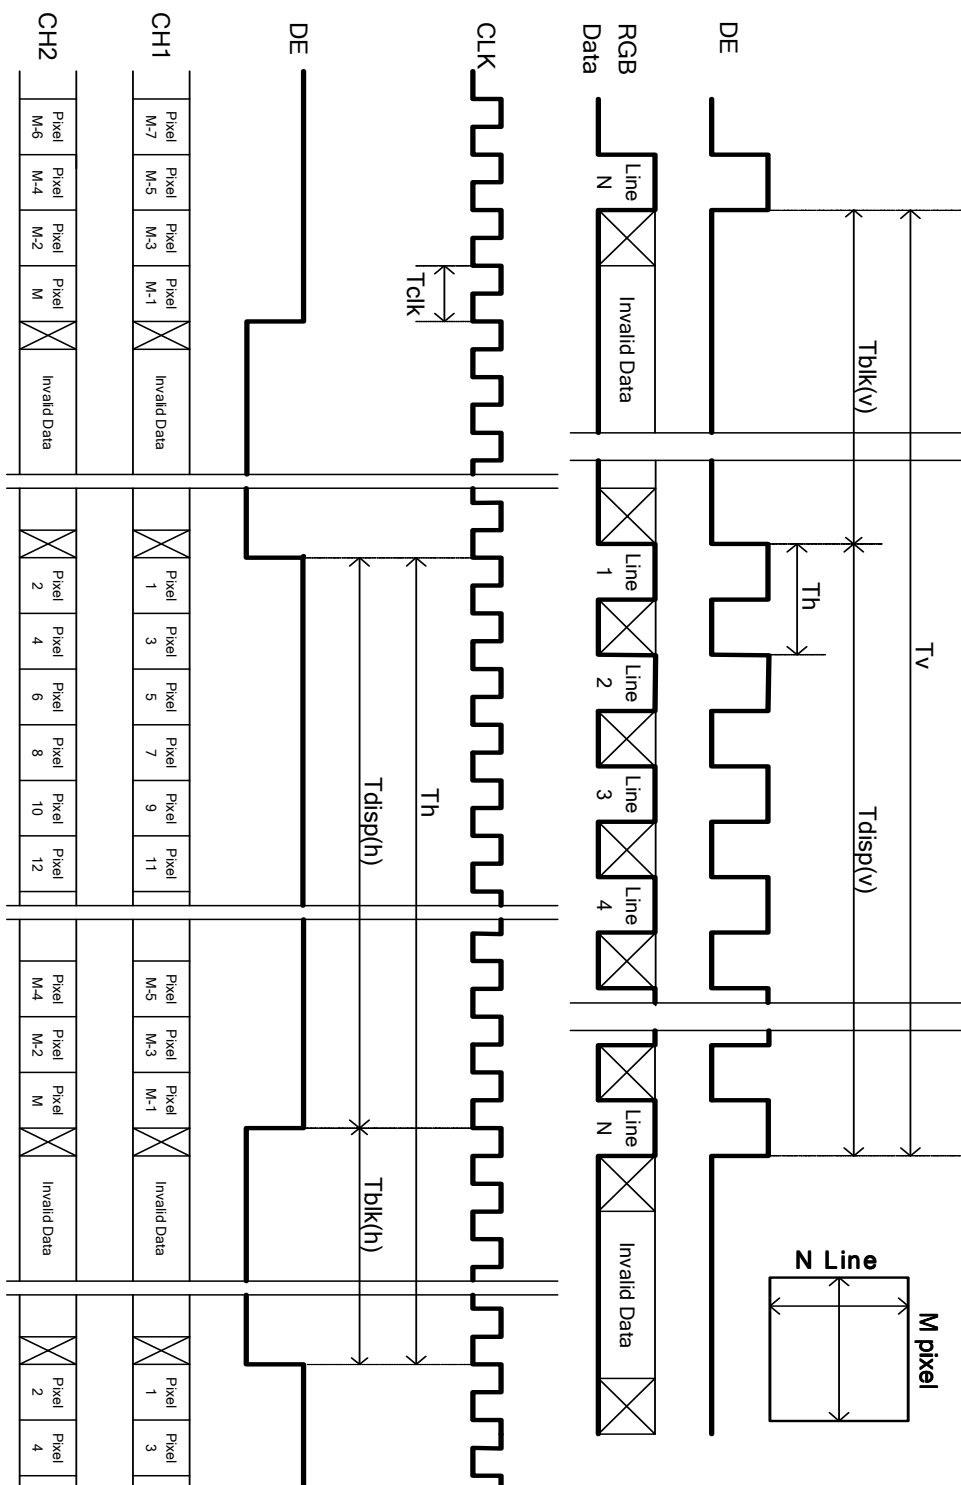 Tv
Tblk(v)
Tdisp(v)
Th
DE
RGB
Data
Line
N
Invalid Data
Line
1
Line
2
Line
3
Line
4
Line
N
Invalid Data
M pixel
N Line
CLK
Tclk
Th
Tdisp(h)
Tblk(h)
DE
CH1
Pixel
M-7
Pixel
M-5
Pixel
M-3
Pixel
M-1
Invalid Data
Pixel
1
Pixel
3
Pixel
5
Pixel
7
Pixel
9
Pixel
11
Pixel
M-5
Pixel
M-3
Pixel
M-1
Invalid Data
Pixel
1
Pixel
3
CH2
Pixel
M-6
Pixel
M-4
Pixel
M-2
Pixel
M
Invalid Data
Pixel
2
Pixel
4
Pixel
6
Pixel
8
Pixel
10
Pixel
12
Pixel
M-4
Pixel
M-2
Pixel
M
Invalid Data
Pixel
2
Pixel
4